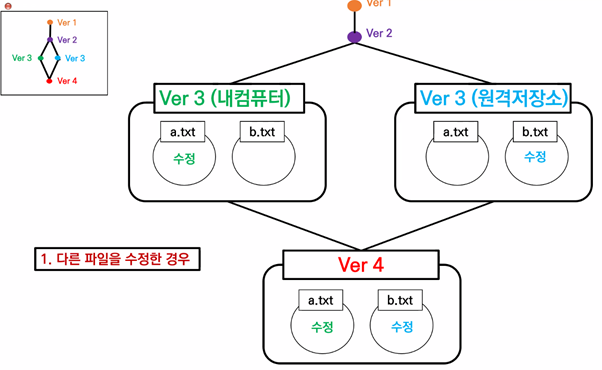 Ver 1
Ver 2
Ver 3
Ver 3
Ver 4
Ver 1
Ver 2
Ver 3 (내컴퓨터)
a.txt
b.txt
수정
Ver 3 (원격저장소)
a.txt
b.txt
수정
1. 다른 파일을 수정한 경우
Ver 4
a.txt
b.txt
수정
수정